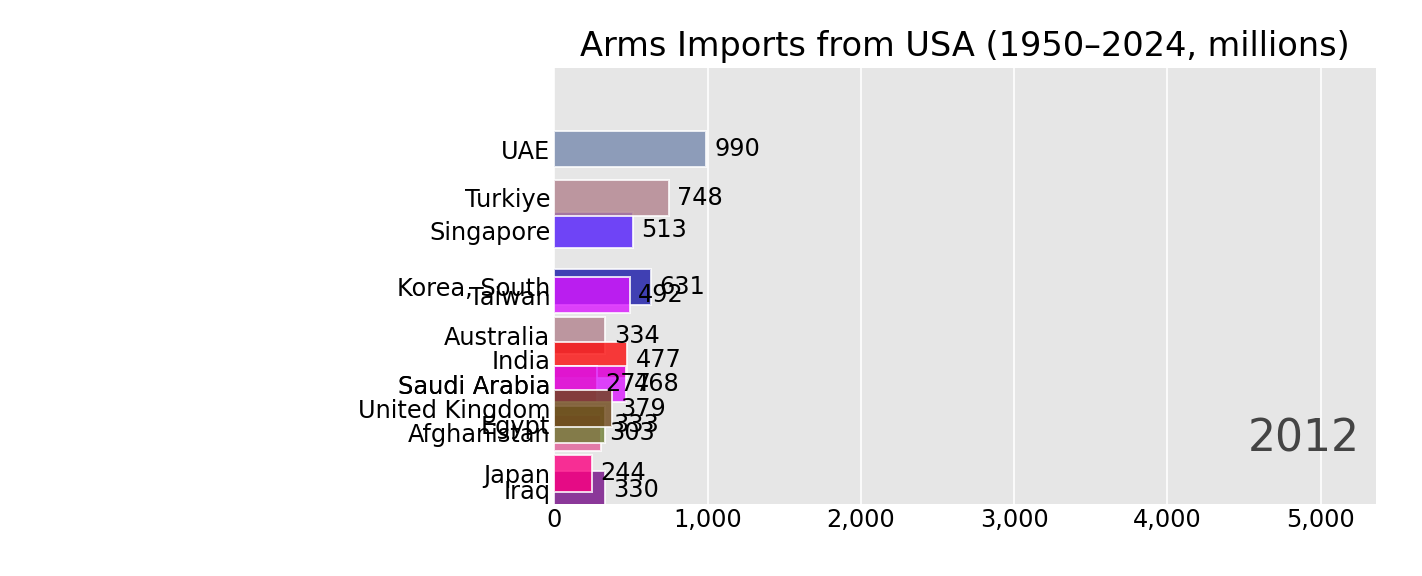 Arms Imports from USA (1950–2024, millions)
UAE 990
Turkiye 748
Singapore 513
Korea, South 631
Taiwan 492
Australia 334
India 477
Saudi Arabia 277 468
United Kingdom 379
Egypt 333
Afghanistan 303
Japan 244
Iraq 330
2012
0 1,000 2,000 3,000 4,000 5,000